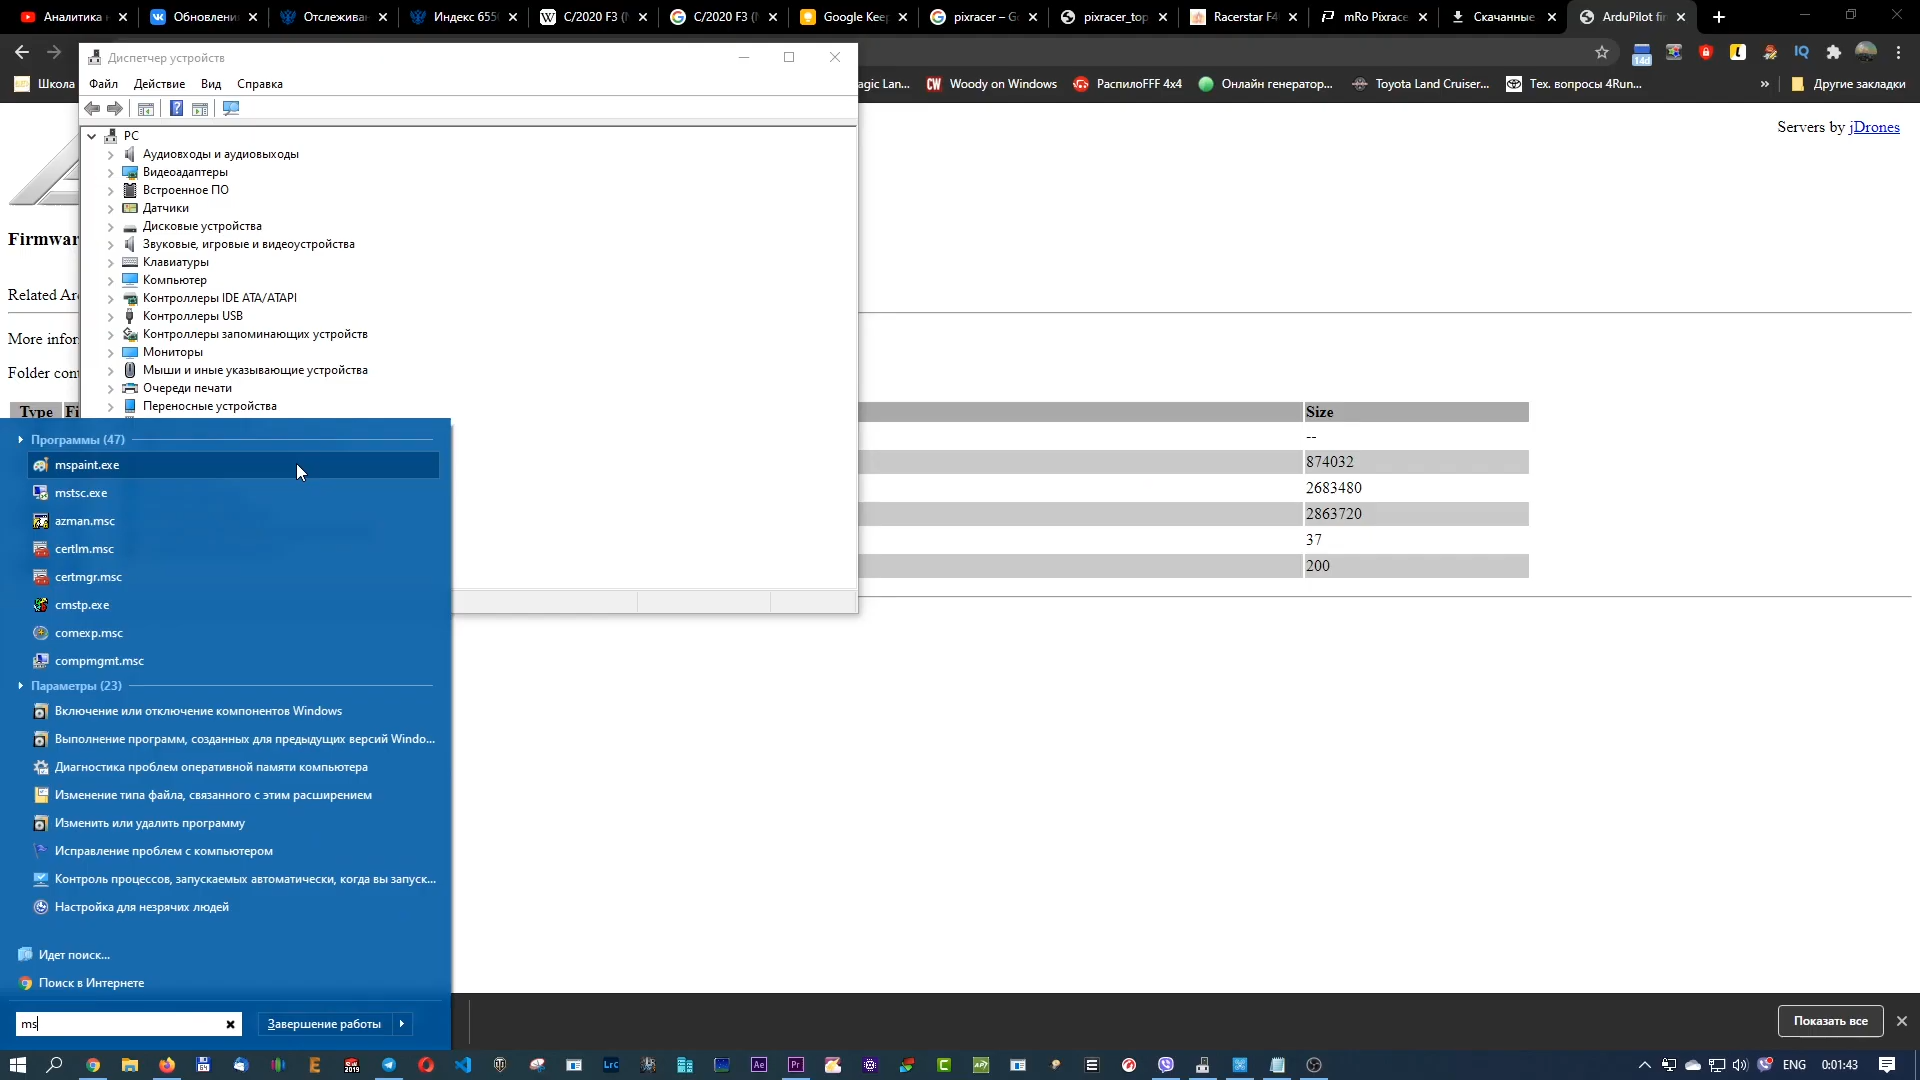 Аналитика к
Обновлени
Отслеживан
Индекс 655
C/2020 F3 (
C/2020 F3 (
Google Kee
pixracer – G
pixracer_top
Racerstar F4
mRo Pixrace
Скачанные
ArduPilot fir
14d
IQ
Школа
agic Lan...
CW Woody on Windows
РаспилоFFF 4x4
Онлайн генератор...
Toyota Land Cruiser...
Тех. вопросы 4Run...
»
Другие закладки
Диспетчер устройств
Файл Действие Вид Справка
PC
Аудиовходы и аудиовыходы
Видеоадаптеры
Встроенное ПО
Датчики
Дисковые устройства
Звуковые, игровые и видеоустройства
Клавиатуры
Компьютер
Контроллеры IDE ATA/ATAPI
Контроллеры USB
Контроллеры запоминающих устройств
Мониторы
Мыши и иные указывающие устройства
Очереди печати
Переносные устройства
Servers by jDrones
Firmwar
Related Ar
More infor
Folder cont
Type Fi
Size
--
874032
2683480
2863720
37
200
Программы (47)
mspaint.exe
mstsc.exe
azman.msc
certlm.msc
certmgr.msc
cmstp.exe
comexp.msc
compmgmt.msc
Параметры (23)
Включение или отключение компонентов Windows
Выполнение программ, созданных для предыдущих версий Windo...
Диагностика проблем оперативной памяти компьютера
Изменение типа файла, связанного с этим расширением
Изменить или удалить программу
Исправление проблем с компьютером
Контроль процессов, запускаемых автоматически, когда вы запуск...
Настройка для незрячих людей
Идет поиск...
Поиск в Интернете
ms
Завершение работы
Показать все
Lrc
Ae
Pr
ENG
0:01:43